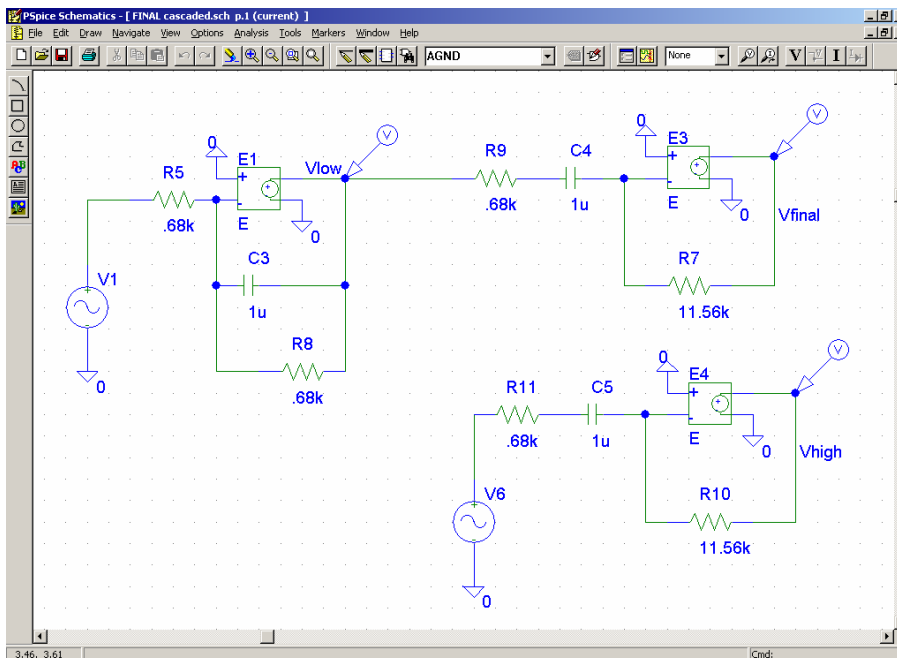 PSpice Schematics - [ FINAL cascaded.sch p.1 (current) ]
File Edit Draw Navigate View Options Analysis Tools Markers Window Help
AGND None V I
0 E1 Vlow V
R5 + - E 0
.68k
C3
1u
R8
.68k
V1
0
R9 C4 0 E3 V
.68k 1u + - E 0
Vfinal
R7
11.56k
R11 C5 0 E4 V
.68k 1u + - E 0
Vhigh
R10
11.56k
V6
0
3.46, 3.61 Cmd: